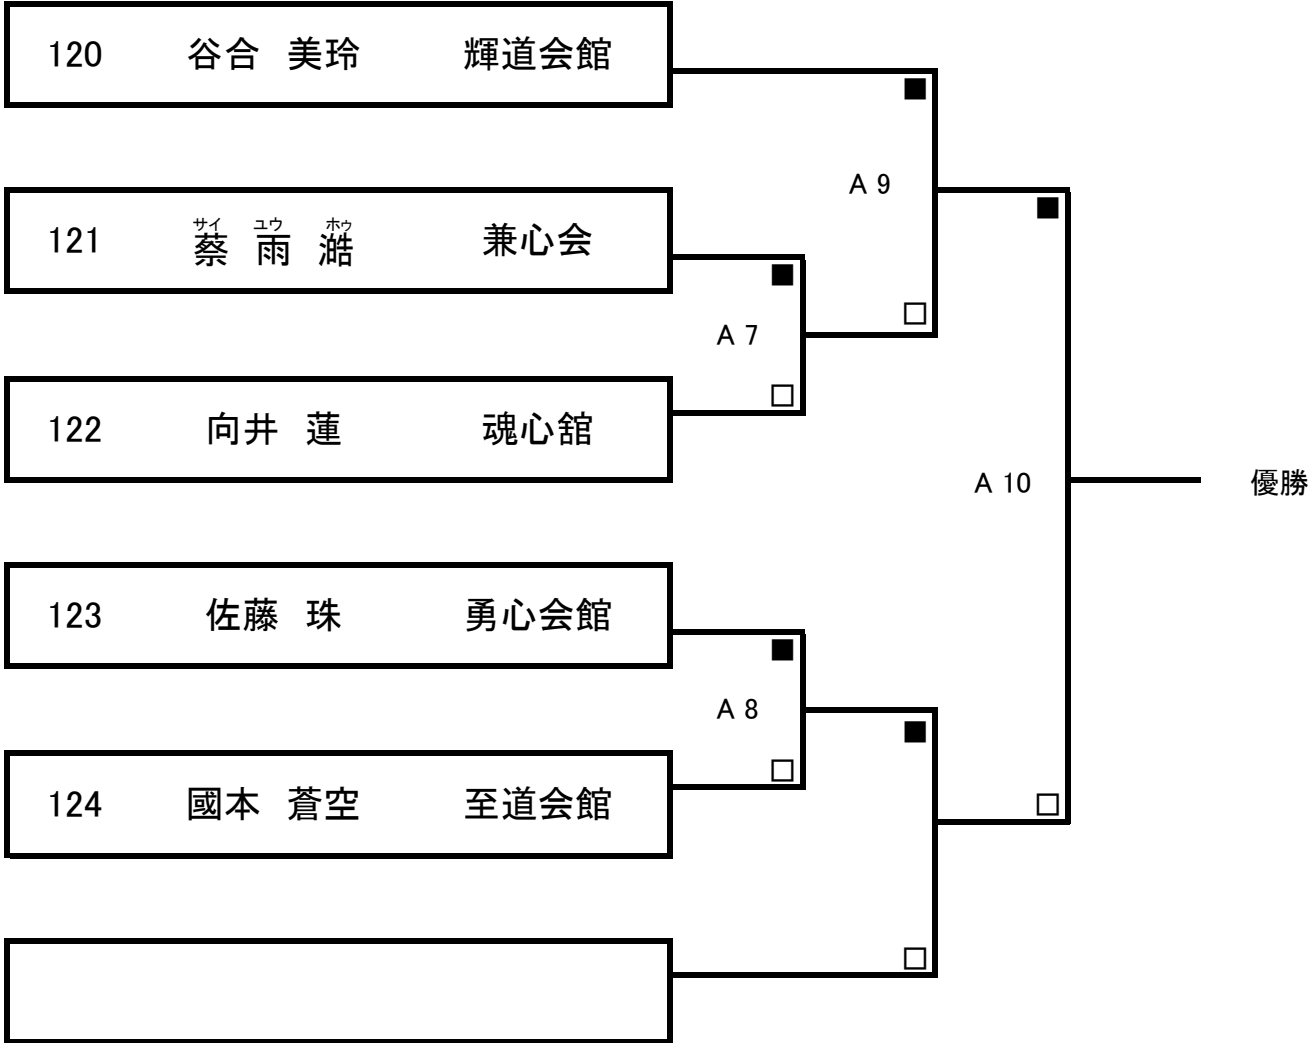 120 谷合 美玲 輝道会館
■
A 9
■
サイ ユウ ホゥ
121 蔡 雨 澔 兼心会
■
□
A 7
□
122 向井 蓮 魂心舘
A 10 優勝
123 佐藤 珠 勇心会館
■
A 8
■
□
124 國本 蒼空 至道会館
□
□